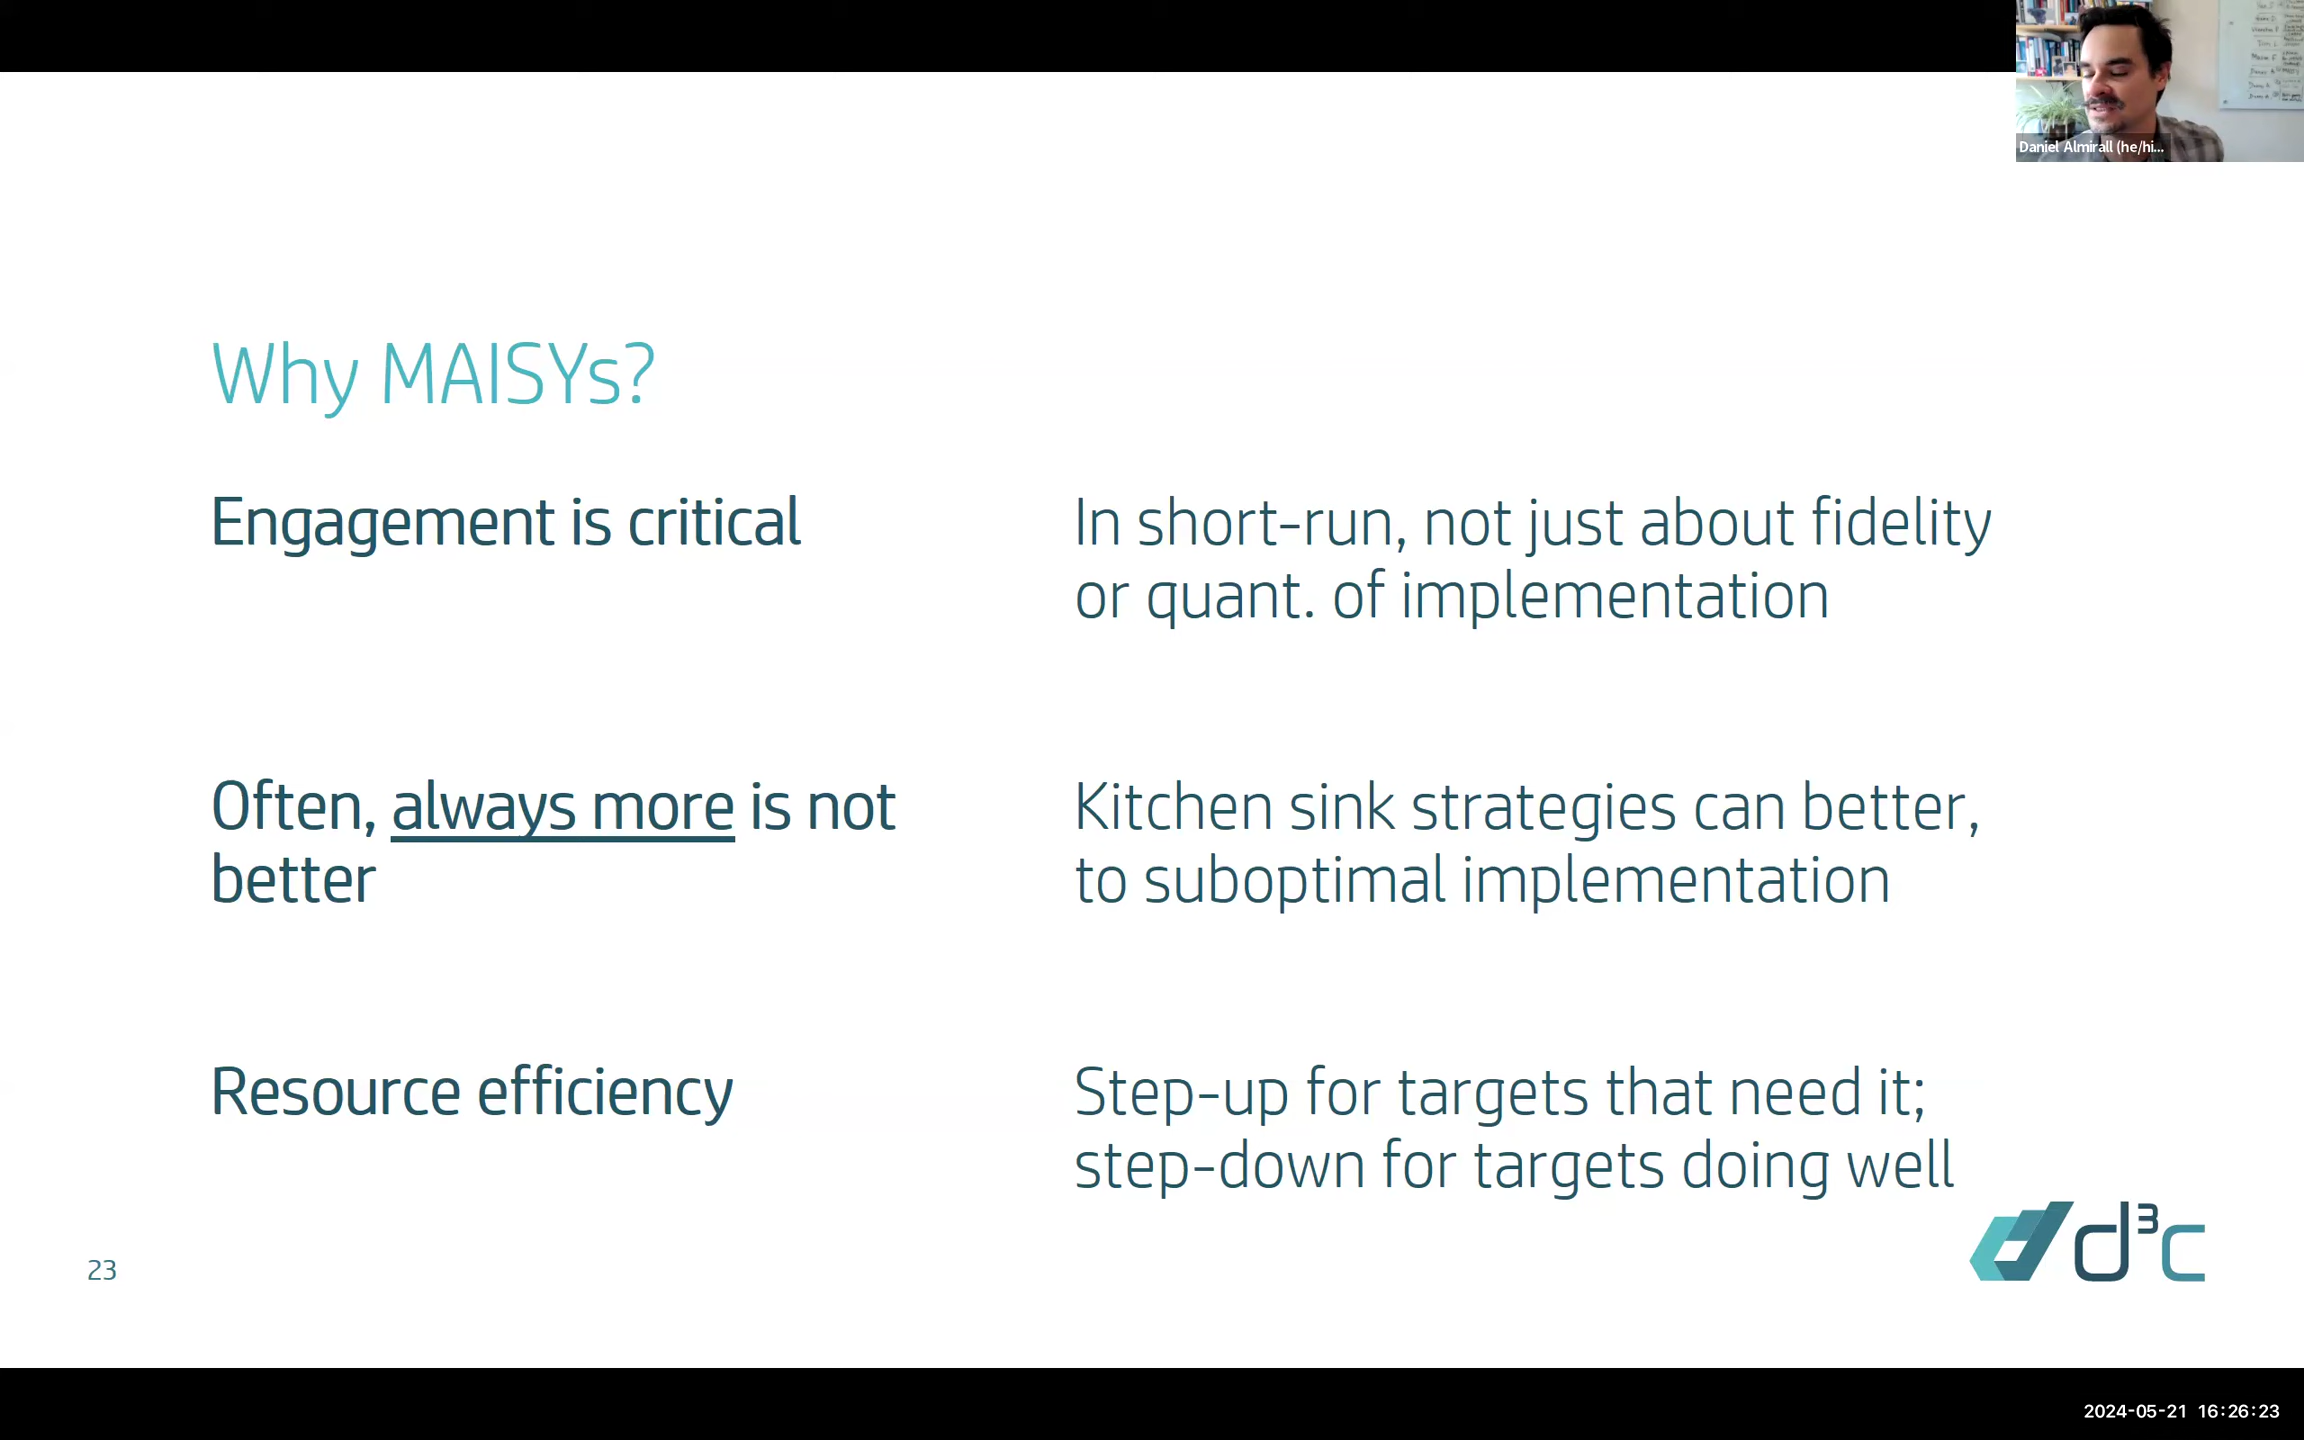 Daniel Almirall (he/hi...
Why MAISYs?
Engagement is critical
In short-run, not just about fidelity
or quant. of implementation
Often, always more is not
better
Kitchen sink strategies can better,
to suboptimal implementation
Resource efficiency
Step-up for targets that need it;
step-down for targets doing well
23
d³c
2024-05-21 16:26:23